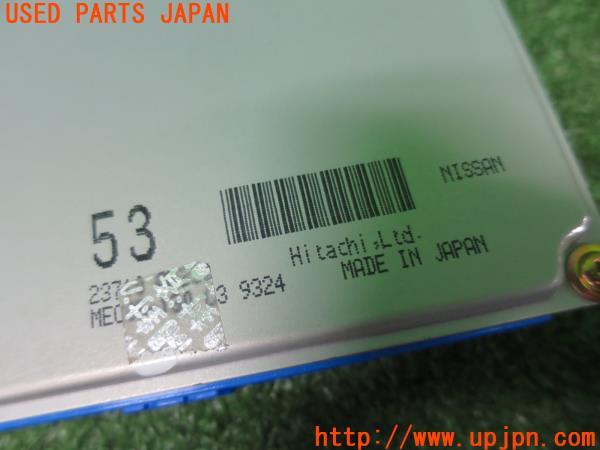 USED PARTS JAPAN
NISSAN
53
Hitachi,Ltd.
MADE IN JAPAN
9324
http://www.upjpn.com